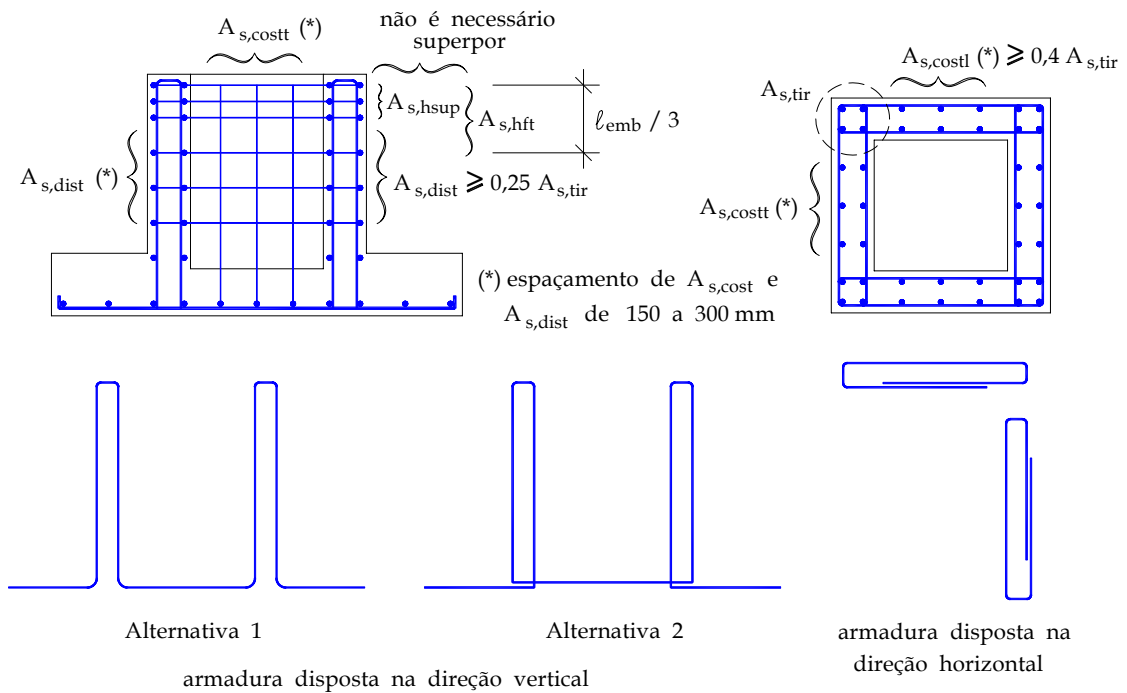 A s,costt (*)
não é necessário
superpor
A s,hsup
A s,hft
ℓemb / 3
A s,dist (*)
A s,dist ⩾ 0,25 A s,tir
(*) espaçamento de A s,cost e
A s,dist de 150 a 300 mm
A s,costl (*) ⩾ 0,4 A s,tir
A s,tir
A s,costt (*)
Alternativa 1
Alternativa 2
armadura disposta na direção vertical
armadura disposta na
direção horizontal